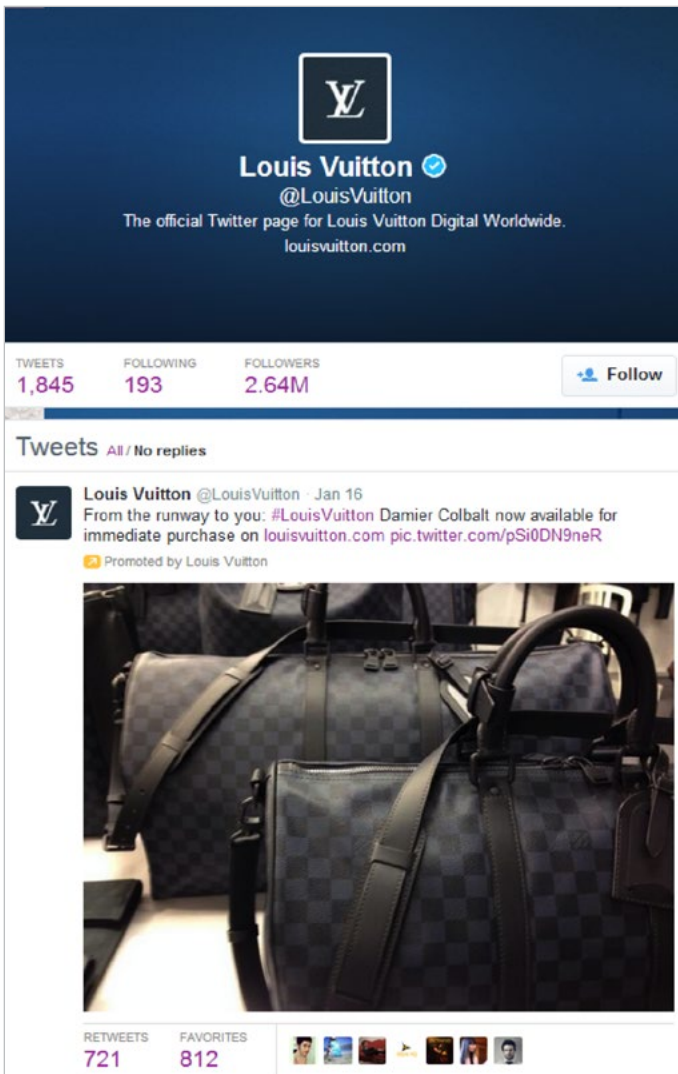 LV
Louis Vuitton
@LouisVuitton
The official Twitter page for Louis Vuitton Digital Worldwide.
louisvuitton.com
TWEETS FOLLOWING FOLLOWERS
1,845 193 2.64M
Follow
Tweets All / No replies
LV
Louis Vuitton @LouisVuitton · Jan 16
From the runway to you: #LouisVuitton Damier Colbalt now available for
immediate purchase on louisvuitton.com pic.twitter.com/pSi0DN9neR
Promoted by Louis Vuitton
RETWEETS FAVORITES
721 812